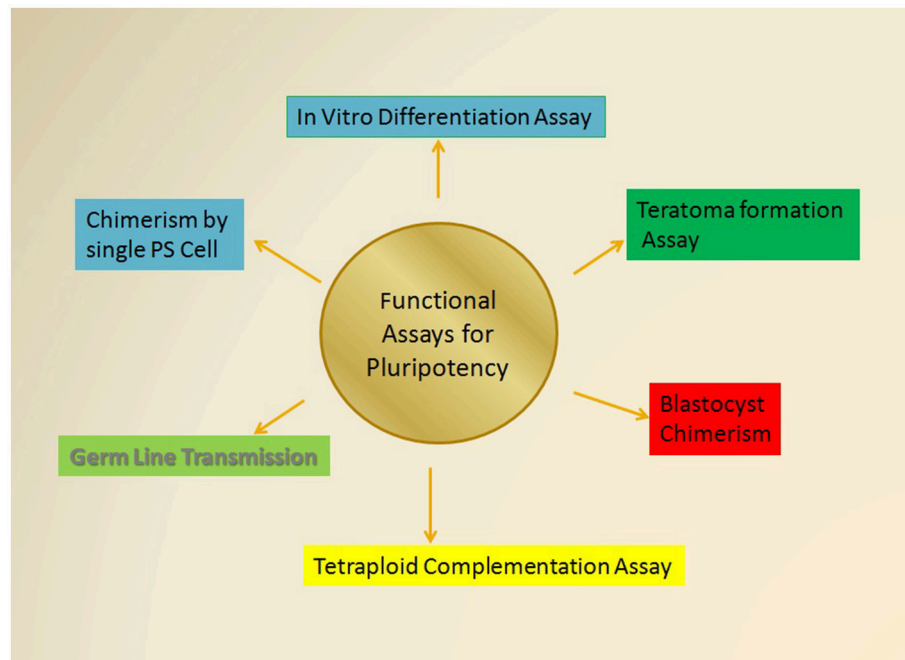 In Vitro Differentiation Assay
Chimerism by
single PS Cell
Teratoma formation
Assay
Functional
Assays for
Pluripotency
Blastocyst
Chimerism
Germ Line Transmission
Tetraploid Complementation Assay